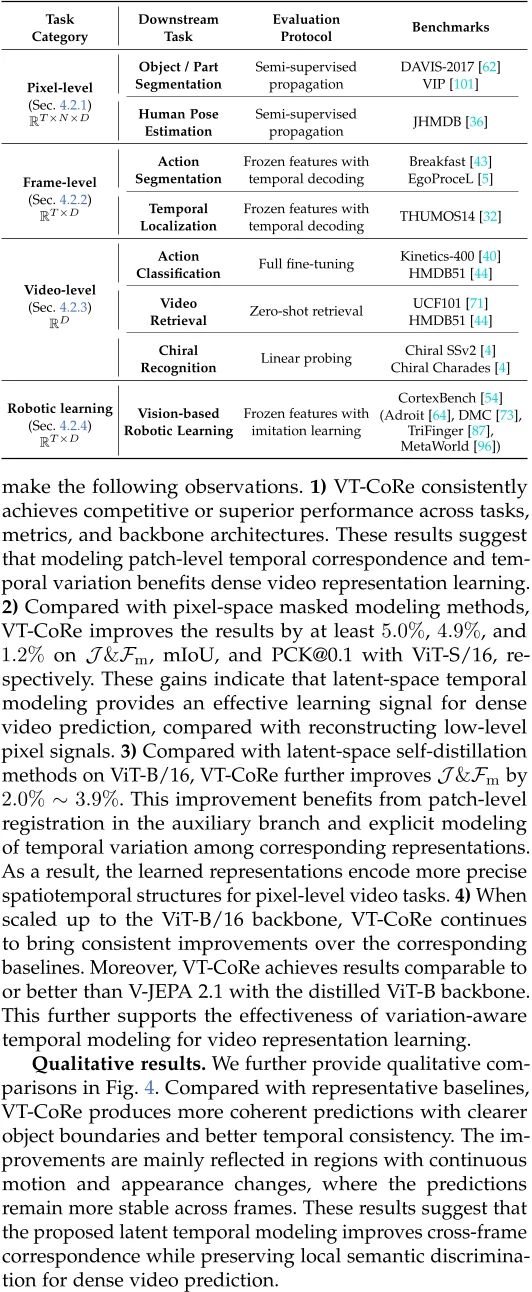 Task Category | Downstream Task | Evaluation Protocol | Benchmarks
Pixel-level (Sec. 4.2.1) ℝ^{T×N×D} | Object / Part Segmentation | Semi-supervised propagation | DAVIS-2017 [62] VIP [101]
Human Pose Estimation | Semi-supervised propagation | JHMDB [36]
Frame-level (Sec. 4.2.2) ℝ^{T×D} | Action Segmentation | Frozen features with temporal decoding | Breakfast [43] EgoProceL [5]
Temporal Localization | Frozen features with temporal decoding | THUMOS14 [32]
Video-level (Sec. 4.2.3) ℝ^{D} | Action Classification | Full fine-tuning | Kinetics-400 [40] HMDB51 [44]
Video Retrieval | Zero-shot retrieval | UCF101 [71] HMDB51 [44]
Chiral Recognition | Linear probing | Chiral SSv2 [4] Chiral Charades [4]
Robotic learning (Sec. 4.2.4) ℝ^{T×D} | Vision-based Robotic Learning | Frozen features with imitation learning | CortexBench [54] (Adroit [64], DMC [73], TriFinger [87], MetaWorld [96])
make the following observations. 1) VT-CoRe consistently
achieves competitive or superior performance across tasks,
metrics, and backbone architectures. These results suggest
that modeling patch-level temporal correspondence and tem-
poral variation benefits dense video representation learning.
2) Compared with pixel-space masked modeling methods,
VT-CoRe improves the results by at least 5.0%, 4.9%, and
1.2% on 𝒥&ℱ_m, mIoU, and PCK@0.1 with ViT-S/16, re-
spectively. These gains indicate that latent-space temporal
modeling provides an effective learning signal for dense
video prediction, compared with reconstructing low-level
pixel signals. 3) Compared with latent-space self-distillation
methods on ViT-B/16, VT-CoRe further improves 𝒥&ℱ_m by
2.0% ∼ 3.9%. This improvement benefits from patch-level
registration in the auxiliary branch and explicit modeling
of temporal variation among corresponding representations.
As a result, the learned representations encode more precise
spatiotemporal structures for pixel-level video tasks. 4) When
scaled up to the ViT-B/16 backbone, VT-CoRe continues
to bring consistent improvements over the corresponding
baselines. Moreover, VT-CoRe achieves results comparable to
or better than V-JEPA 2.1 with the distilled ViT-B backbone.
This further supports the effectiveness of variation-aware
temporal modeling for video representation learning.
Qualitative results. We further provide qualitative com-
parisons in Fig. 4. Compared with representative baselines,
VT-CoRe produces more coherent predictions with clearer
object boundaries and better temporal consistency. The im-
provements are mainly reflected in regions with continuous
motion and appearance changes, where the predictions
remain more stable across frames. These results suggest that
the proposed latent temporal modeling improves cross-frame
correspondence while preserving local semantic discrimina-
tion for dense video prediction.